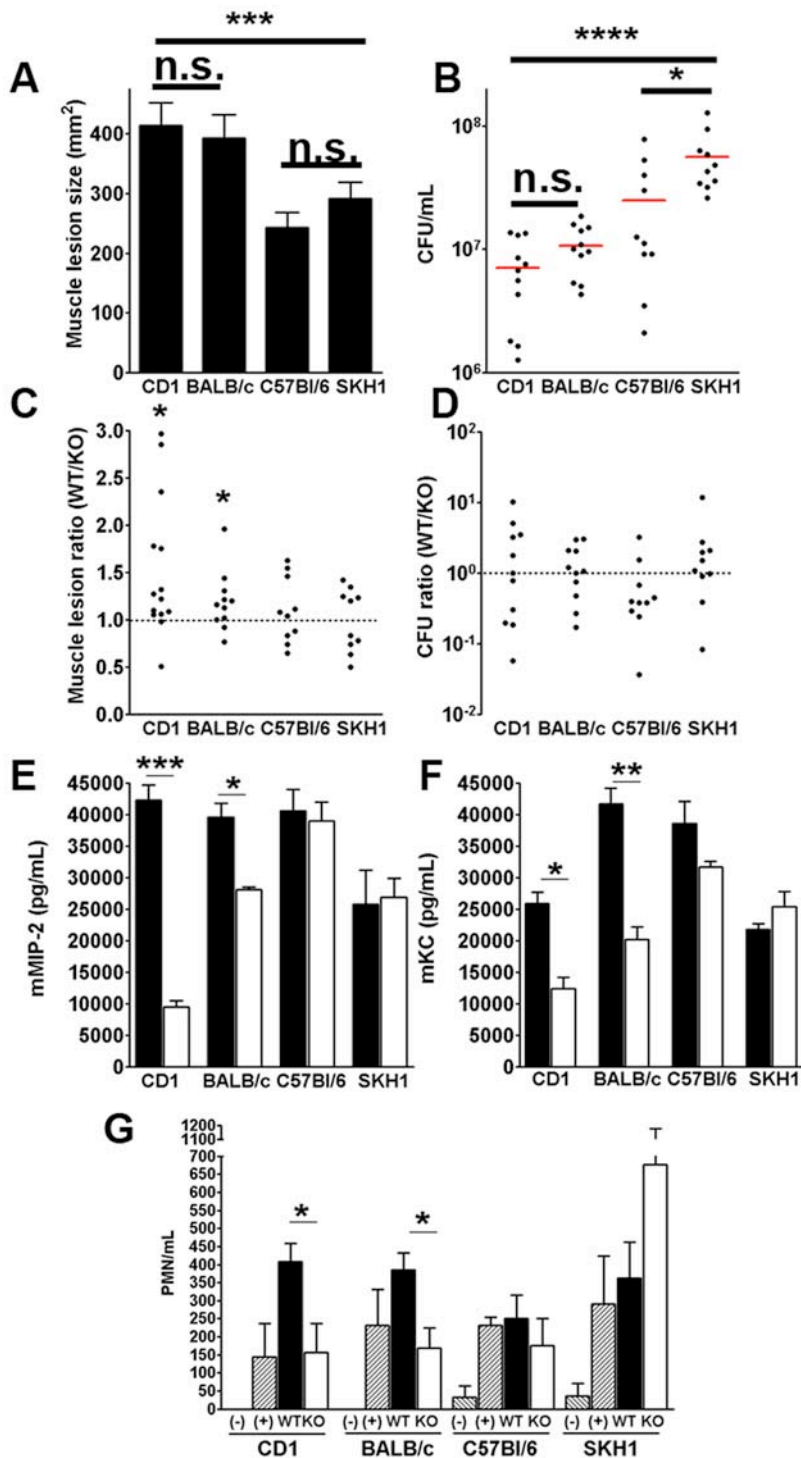 ***
n.s.
A
n.s.
Muscle lesion size (mm²)
400
300
200
100
0
CD1 BALB/c C57Bl/6 SKH1
****
B
*
n.s.
CFU/mL
10⁸
10⁷
10⁶
CD1 BALB/c C57Bl/6 SKH1
C
*
*
Muscle lesion ratio (WT/KO)
3.0
2.5
2.0
1.5
1.0
0.5
0.0
CD1 BALB/c C57Bl/6 SKH1
D
CFU ratio (WT/KO)
10²
10¹
10⁰
10⁻¹
10⁻²
CD1 BALB/c C57Bl/6 SKH1
E
***
*
mMIP-2 (pg/mL)
45000
40000
35000
30000
25000
20000
15000
10000
5000
0
CD1 BALB/c C57Bl/6 SKH1
F
**
*
mKC (pg/mL)
45000
40000
35000
30000
25000
20000
15000
10000
5000
0
CD1 BALB/c C57Bl/6 SKH1
G
*
*
PMN/mL
1200
1100
700
650
600
550
500
450
400
350
300
250
200
150
100
50
0
(-) (+) WT KO (-) (+) WT KO (-) (+) WT KO (-) (+) WT KO
CD1 BALB/c C57Bl/6 SKH1